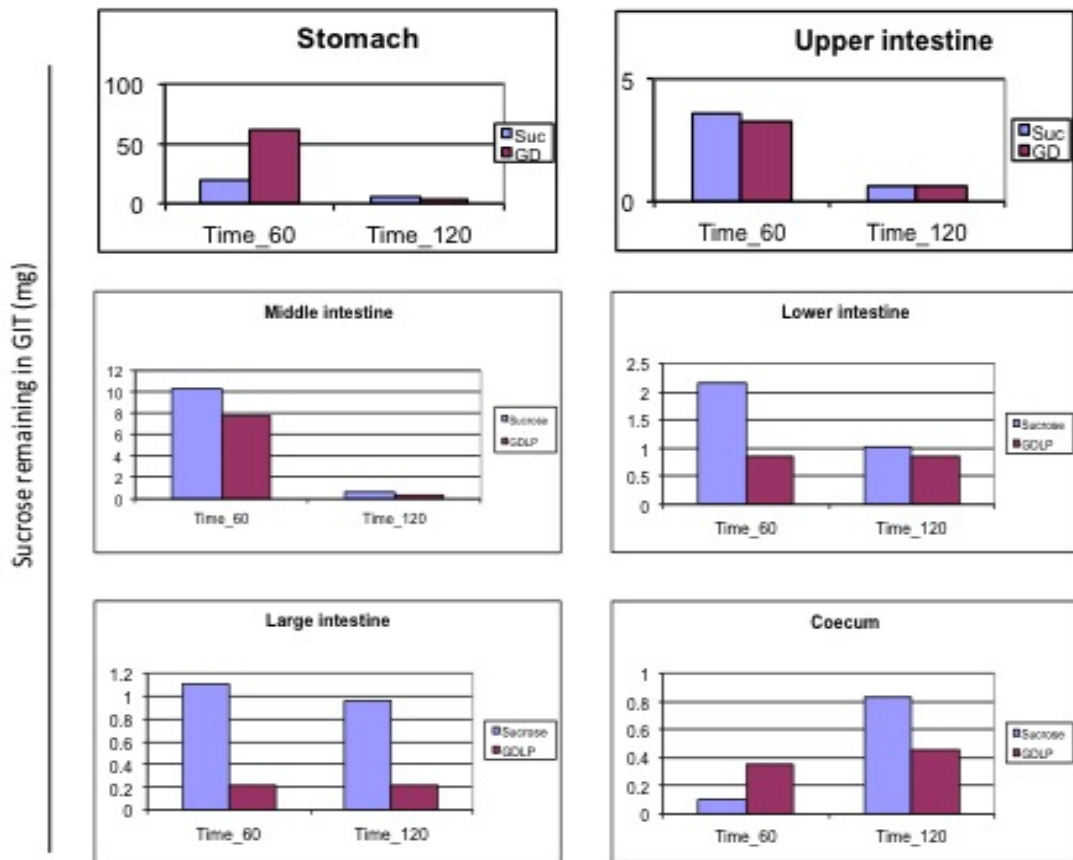 Sucrose remaining in GIT (mg)
Stomach
100
50
0
Time_60 Time_120
Suc
GD
Upper intestine
5
0
Time_60 Time_120
Suc
GD
Middle intestine
12
10
8
6
4
2
0
Time_60 Time_120
Sucrose
GDLP
Lower intestine
2.5
2
1.5
1
0.5
0
Time_60 Time_120
Sucrose
GDLP
Large intestine
1.2
1
0.8
0.6
0.4
0.2
0
Time_60 Time_120
Sucrose
GDLP
Coecum
1
0.8
0.6
0.4
0.2
0
Time_60 Time_120
Sucrose
GDLP